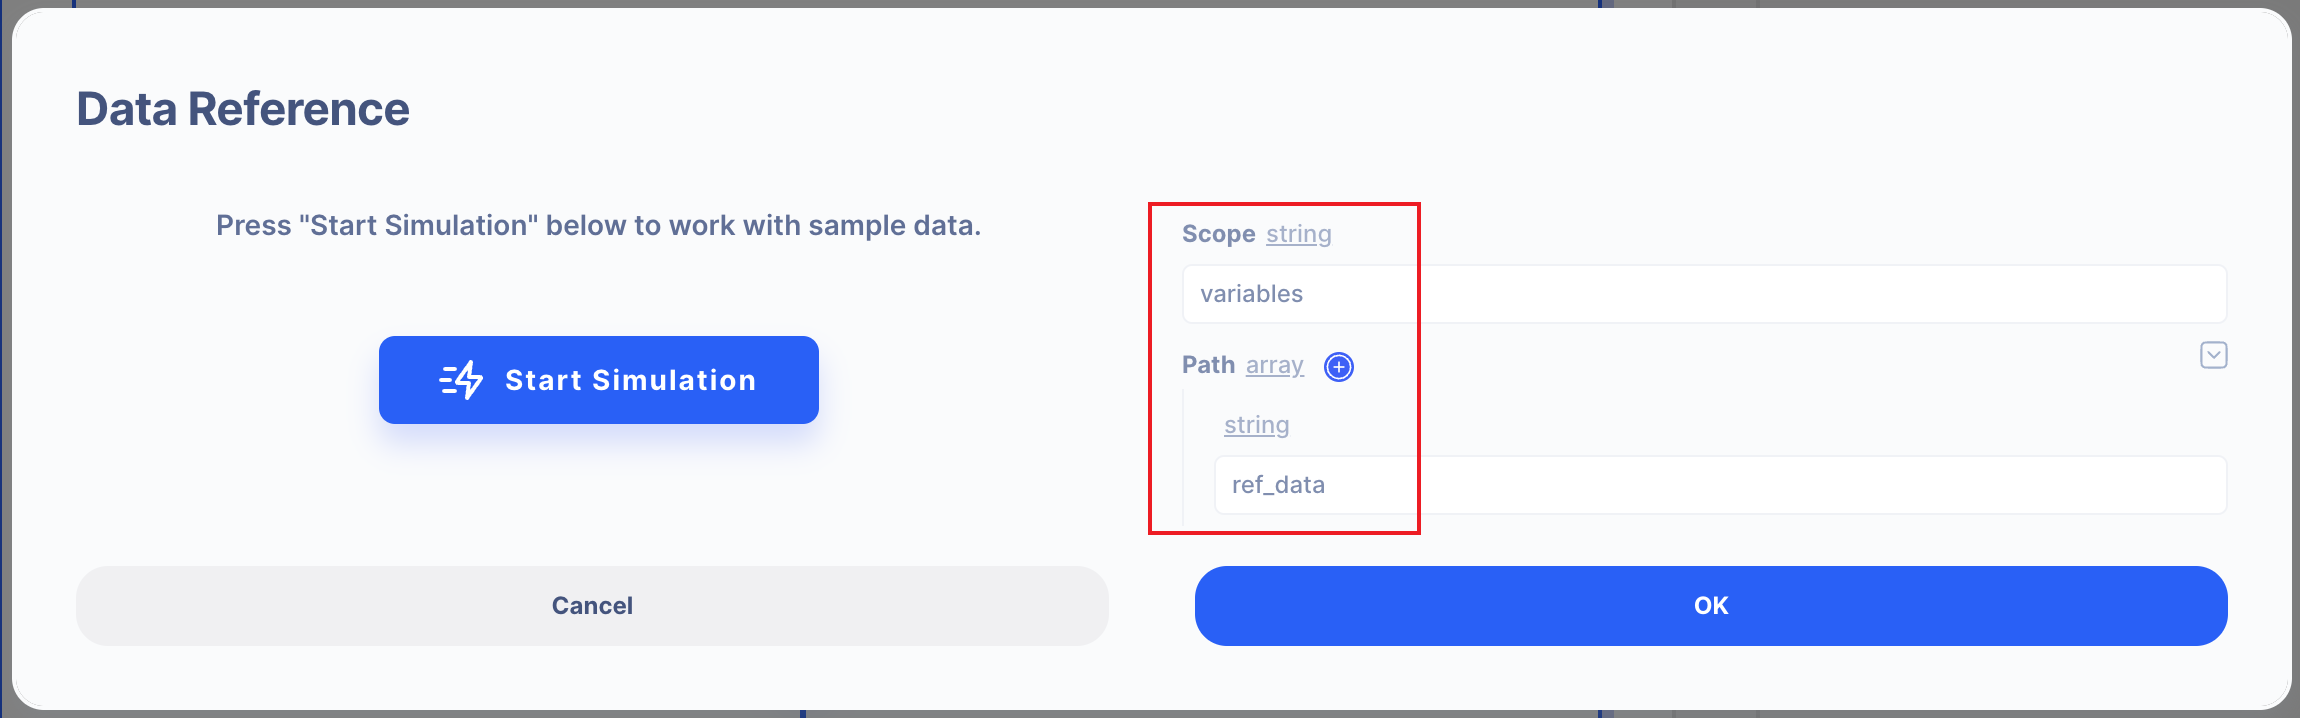 Data Reference
Press "Start Simulation" below to work with sample data.
Start Simulation
Scope string
variables
Path array
string
ref_data
Cancel
OK